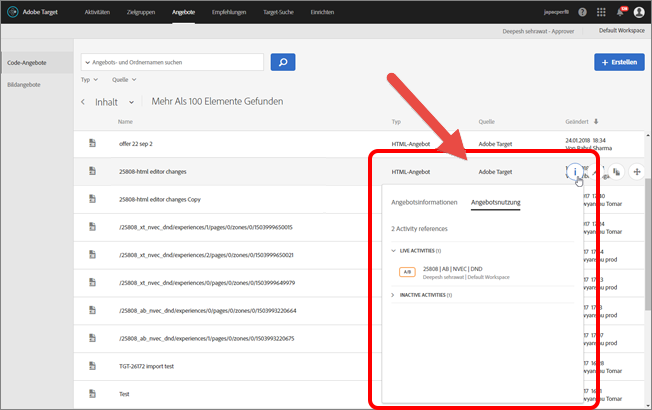 Adobe Target Aktivitäten Zielgruppen Angebote Empfehlungen Target-Suche Einrichten
Deepesh sehrawat - Approver Default Workspace
Code-Angebote
Bildangebote
Angebots- und Ordnernamen suchen
+ Erstellen
Typ Quelle
Inhalt Mehr Als 100 Elemente Gefunden
Name Typ Quelle Geändert
offer 22 sep 2 HTML-Angebot Adobe Target 24.01.2018 18:34
Von Rahul Sharma
25808-html editor changes HTML-Angebot Adobe Target
25808-html editor changes Copy
/25808_xt_nvec_dnd/experiences/1/pages/0/zones/0/1503999650015
/25808_xt_nvec_dnd/experiences/2/pages/0/zones/0/1503999650021
/25808_xt_nvec_dnd/experiences/0/pages/0/zones/0/1503999649979
/25808_ab_nvec_dnd/experiences/0/pages/0/zones/0/1503993220664
/25808_ab_nvec_dnd/experiences/1/pages/0/zones/0/1503993220675
TGT-26172 import test
Test
Angebotsinformationen Angebotsnutzung
2 Activity references
LIVE ACTIVITIES (1)
A/B 25808 | AB | NVEC | DND
Deepesh sehrawat | Default Workspace
INACTIVE ACTIVITIES (1)